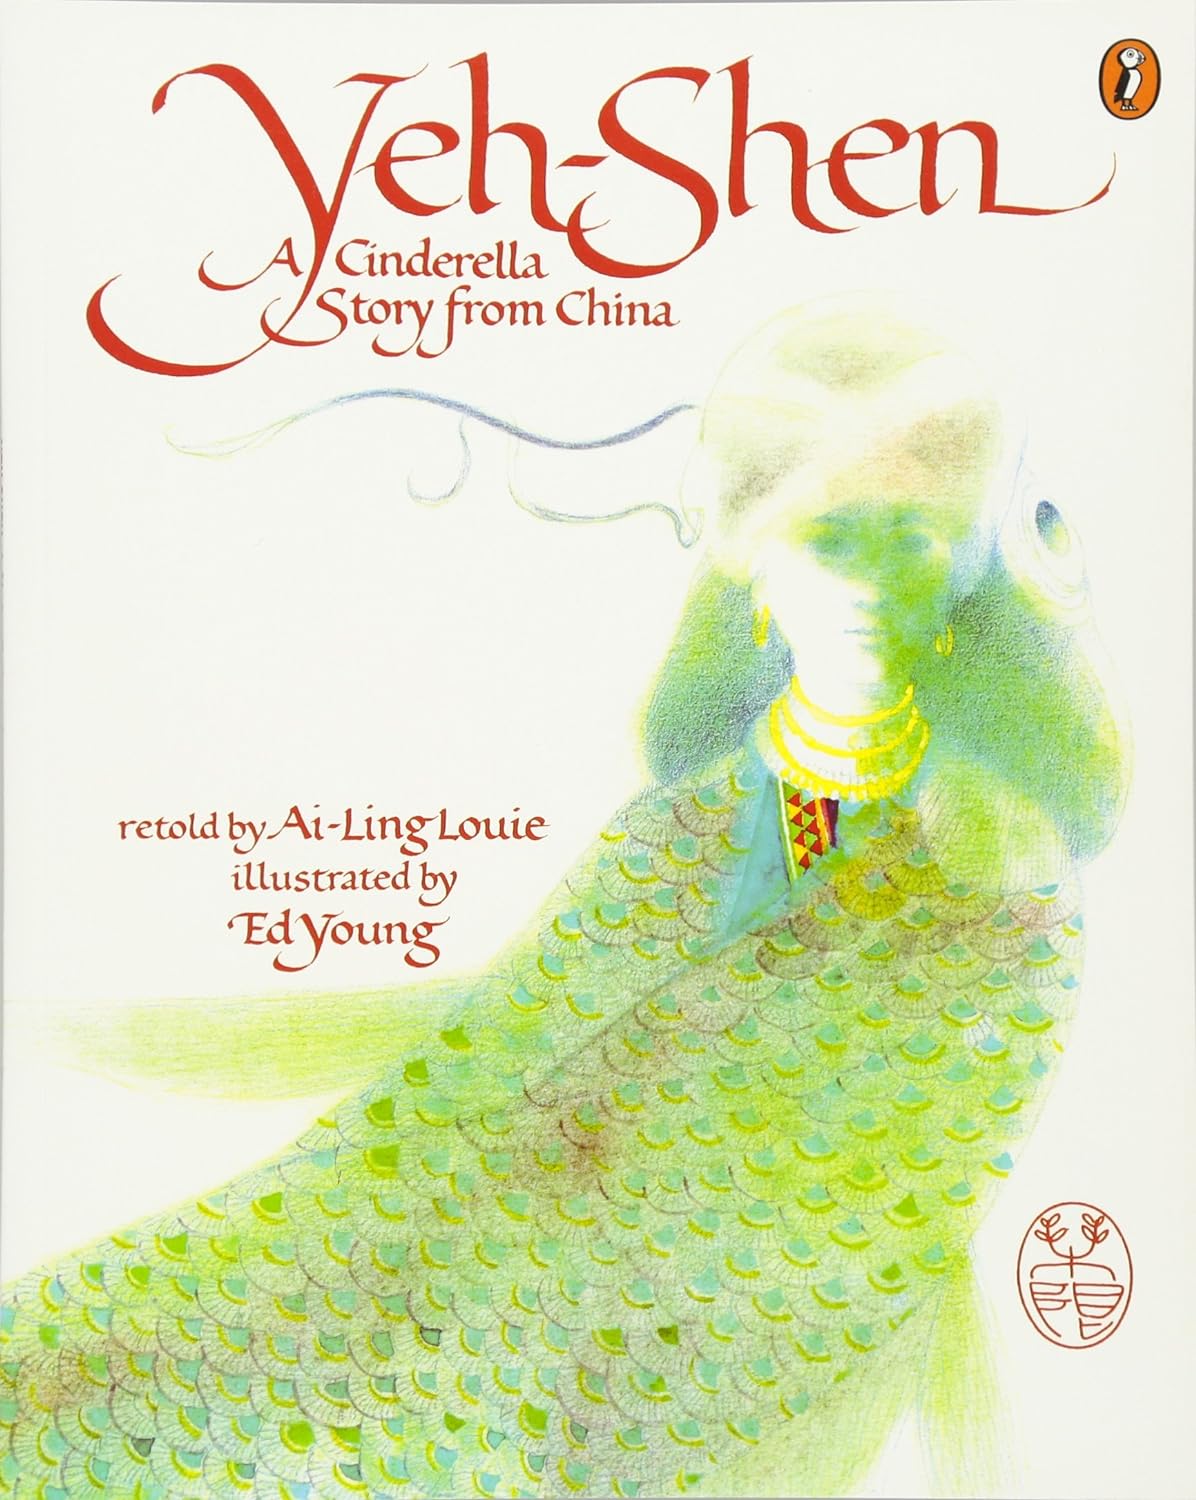 Yeh-Shen
A Cinderella
Story from China
retold by Ai-Ling Louie
illustrated by
Ed Young